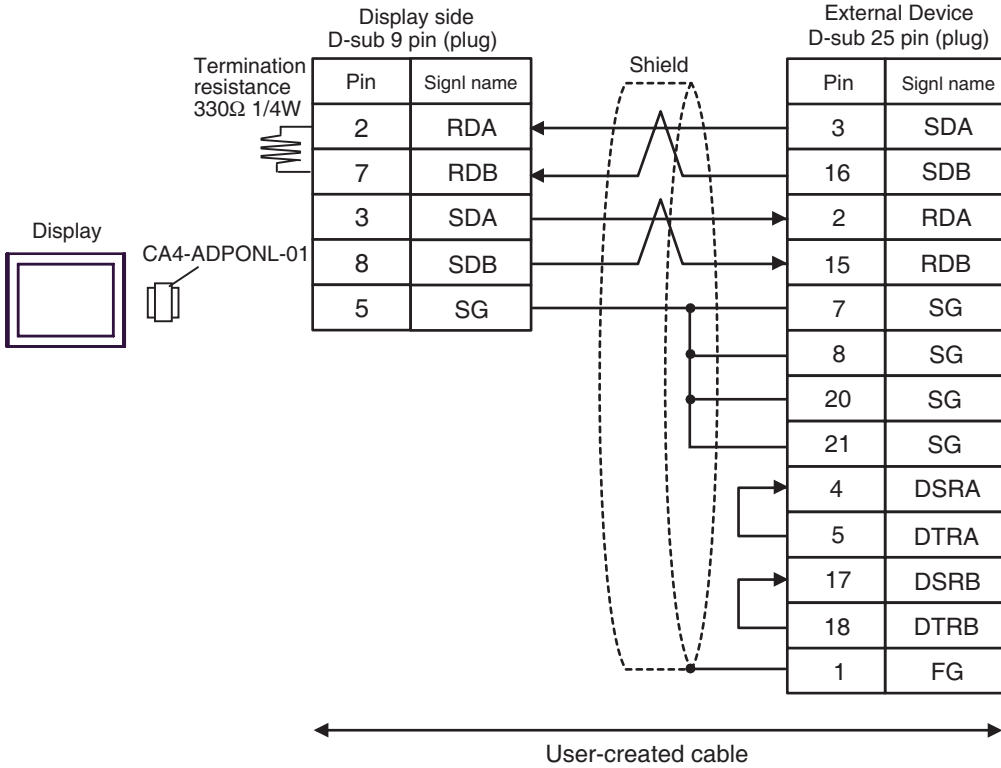 Display side
D-sub 9 pin (plug)
External Device
D-sub 25 pin (plug)
Termination
resistance
330Ω 1/4W
Shield
Pin Signl name
2 RDA
7 RDB
3 SDA
8 SDB
5 SG
Pin Signl name
3 SDA
16 SDB
2 RDA
15 RDB
7 SG
8 SG
20 SG
21 SG
4 DSRA
5 DTRA
17 DSRB
18 DTRB
1 FG
Display
CA4-ADPONL-01
User-created cable